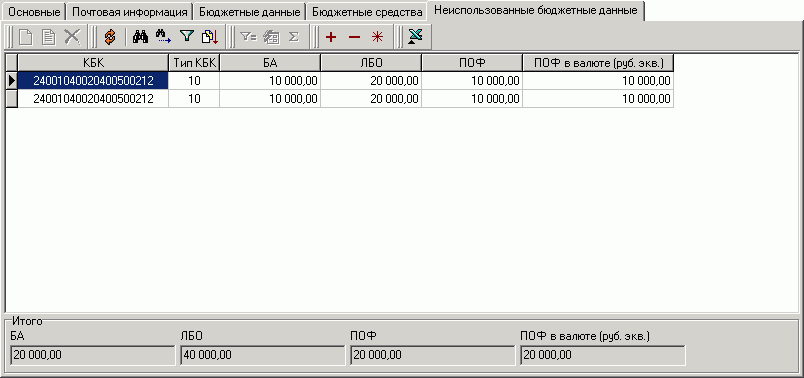 Основные Почтовая информация Бюджетные данные Бюджетные средства Неиспользованные бюджетные данные
КБК Тип КБК БА ЛБО ПОФ ПОФ в валюте (руб. экв.)
24001040020400500212 10 10 000,00 20 000,00 10 000,00 10 000,00
24001040020400500212 10 10 000,00 20 000,00 10 000,00 10 000,00
Итого
БА ЛБО ПОФ ПОФ в валюте (руб. экв.)
20 000,00 40 000,00 20 000,00 20 000,00